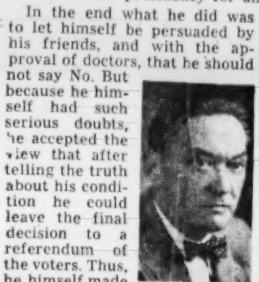 In the end what he did was
to let himself be persuaded by
his friends, and with the ap-
proval of doctors, that he should
not say No. But
because he him-
self had such
serious doubts,
he accepted the
view that after
telling the truth
about his condi-
tion he could
leave the final
decision to a
referendum of
the voters. Thus,
he himself made